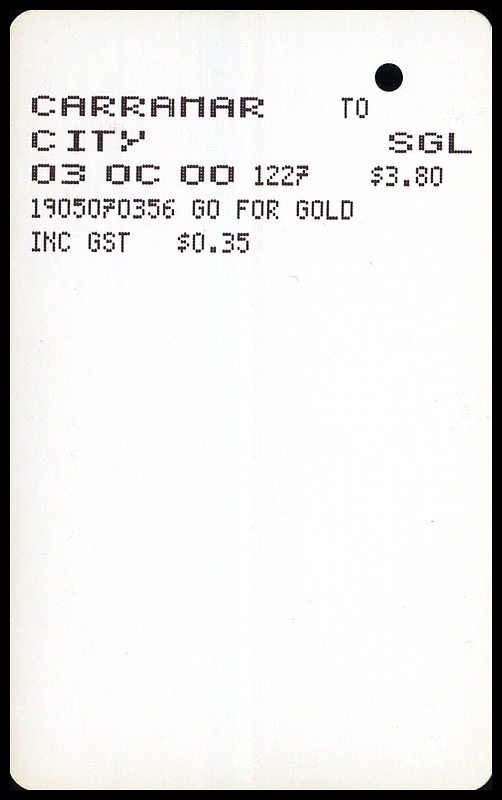 CARRAMAR TO
CITY SGL
03 OC 00 1227 $3.80
1905070356 GO FOR GOLD
INC GST $0.35